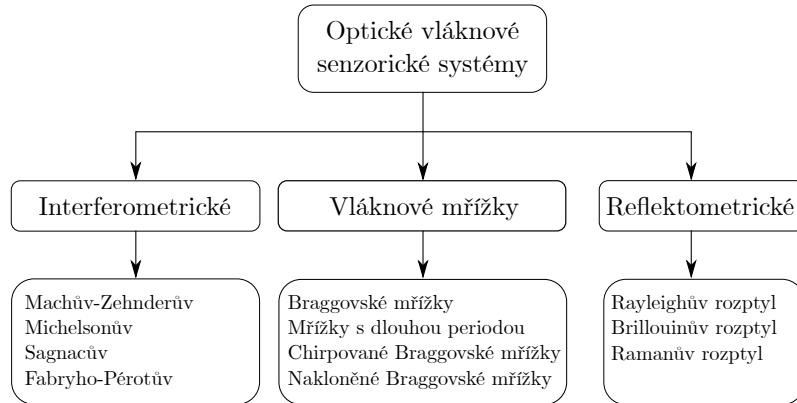 Optické vláknové
senzorické systémy
Interferometrické
Vláknové mřížky
Reflektometrické
Machův-Zehnderův
Michelsonův
Sagnacův
Fabryho-Pérotův
Braggovské mřížky
Mřížky s dlouhou periodou
Chirpované Braggovské mřížky
Nakloněné Braggovské mřížky
Rayleighův rozptyl
Brillouinův rozptyl
Ramanův rozptyl